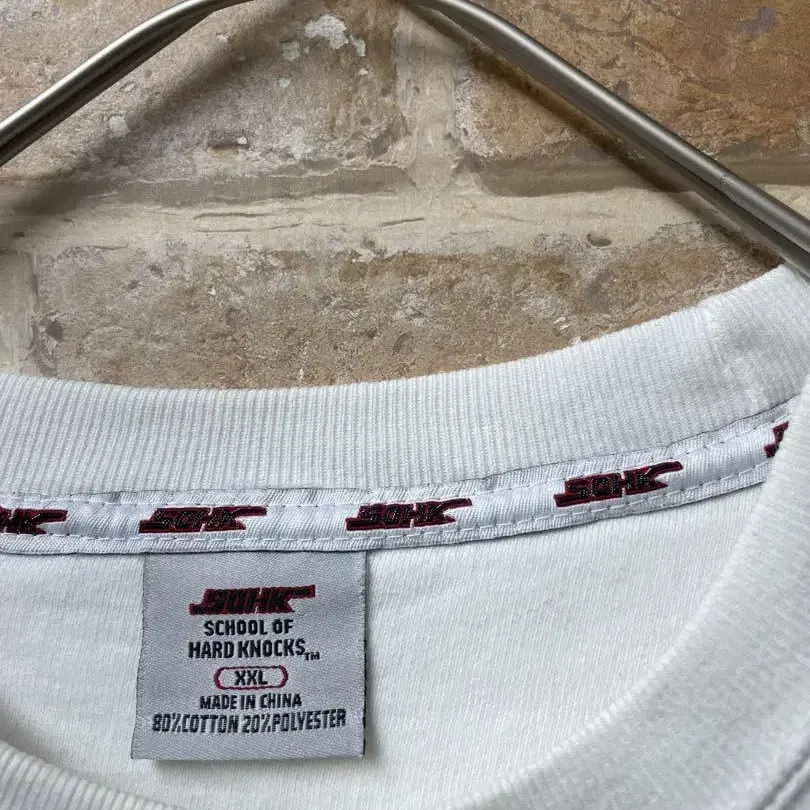 SOHK SOHK SOHK SOHK
SOHK
SCHOOL OF
HARD KNOCKS™
XXL
MADE IN CHINA
80%COTTON 20%POLYESTER